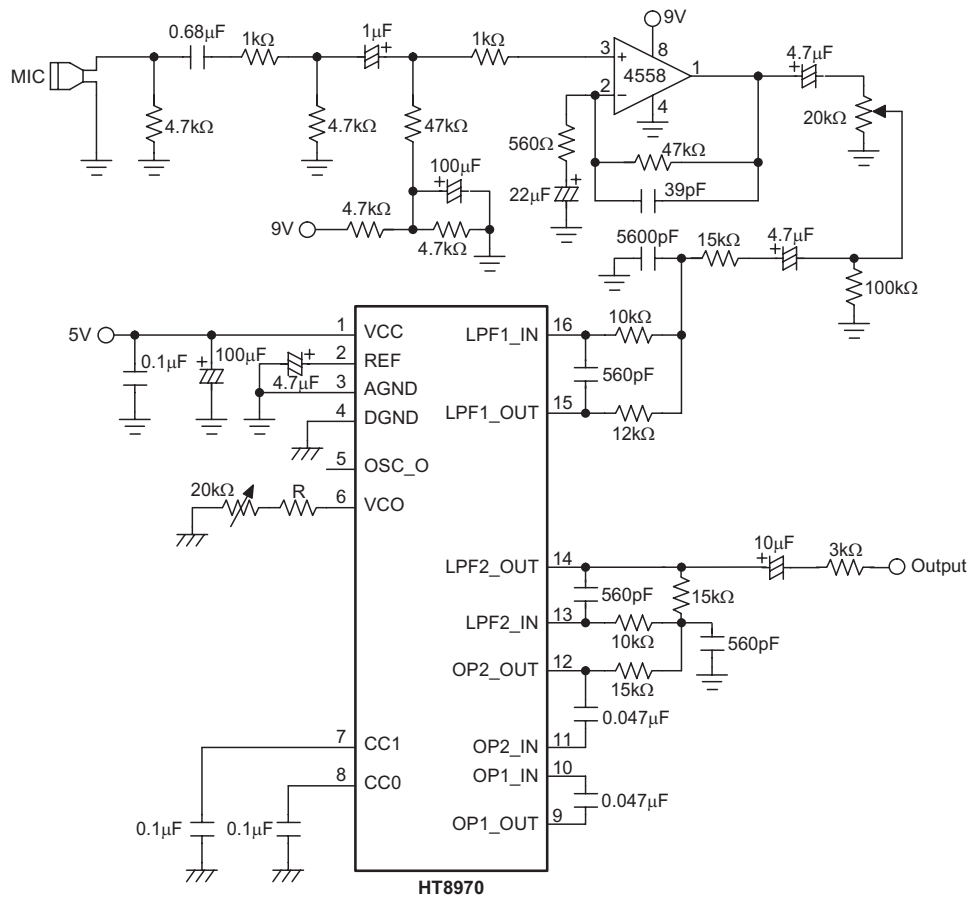 9V
0.68µF
1µF
1kΩ
1kΩ
MIC
4.7kΩ
4.7kΩ
47kΩ
3
+
8
4558
1
2
−
4
4.7µF
+
20kΩ
560Ω
47kΩ
22µF
+
39pF
100µF
+
4.7kΩ
9V
4.7kΩ
5600pF
15kΩ
4.7µF
+
100kΩ
5V
0.1µF
100µF
+
4.7µF
+
1 VCC
2 REF
3 AGND
4 DGND
5 OSC_O
6 VCO
20kΩ
R
7 CC1
8 CC0
0.1µF
0.1µF
LPF1_IN 16
10kΩ
560pF
LPF1_OUT 15
12kΩ
LPF2_OUT 14
10µF
+
3kΩ
Output
560pF
15kΩ
LPF2_IN 13
10kΩ
560pF
OP2_OUT 12
15kΩ
0.047µF
OP2_IN 11
OP1_IN 10
0.047µF
OP1_OUT 9
HT8970